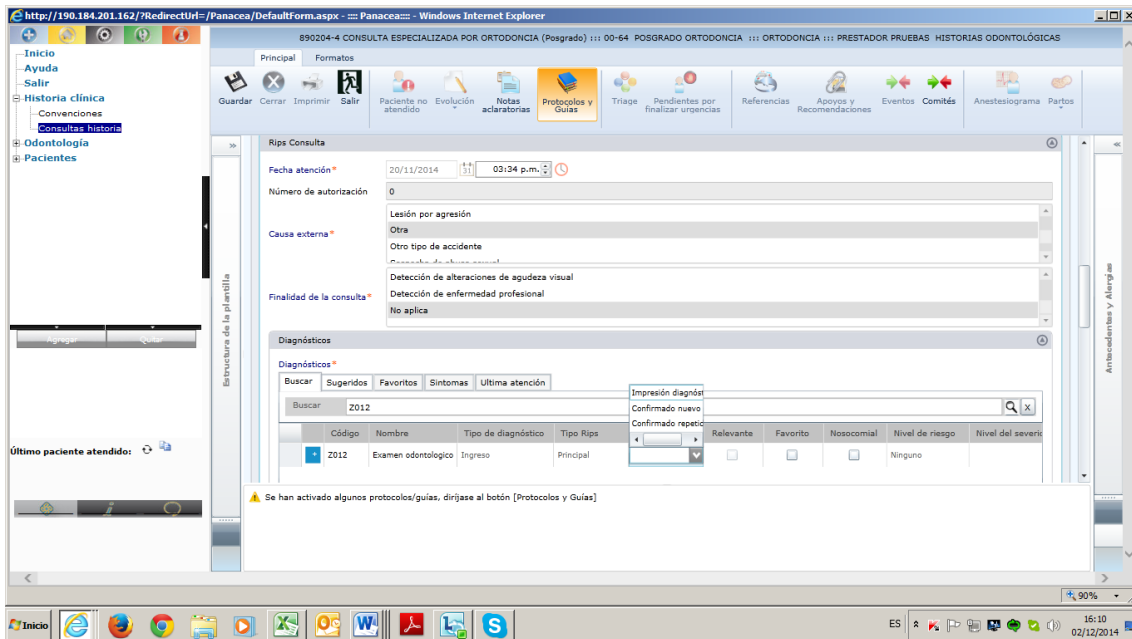 http://190.184.201.162/?RedirectUrl=/Panacea/DefaultForm.aspx - :::: Panacea:::: - Windows Internet Explorer
890204-4 CONSULTA ESPECIALIZADA POR ORTODONCIA (Posgrado) ::: 00-64 POSGRADO ORTODONCIA ::: ORTODONCIA ::: PRESTADOR PRUEBAS HISTORIAS ODONTOLÓGICAS
Inicio
Ayuda
Salir
Historia clínica
Convenciones
Consultas historia
Odontología
Pacientes
Agregar Quitar
Último paciente atendido:
Principal Formatos
Guardar Cerrar Imprimir Salir Paciente no atendido Evolución Notas aclaratorias Protocolos y Guías Triage Pendientes por finalizar urgencias Referencias Apoyos y Recomendaciones Eventos Comités Anestesiograma Partos
Estructura de la plantilla
Rips Consulta
Fecha atención* 20/11/2014 31 03:34 p.m.
Número de autorización 0
Causa externa*
Lesión por agresión
Otra
Otro tipo de accidente
Finalidad de la consulta*
Detección de alteraciones de agudeza visual
Detección de enfermedad profesional
No aplica
Diagnósticos
Diagnósticos*
Buscar Sugeridos Favoritos Sintomas Ultima atención
Buscar Z012 x
Impresión diagnóst
Confirmado nuevo
Confirmado repetid
Código Nombre Tipo de diagnóstico Tipo Rips Relevante Favorito Nosocomial Nivel de riesgo Nivel del severid
+ Z012 Examen odontologico Ingreso Principal Ninguno
Se han activado algunos protocolos/guías, diríjase al botón [Protocolos y Guías]
Antecedentes y Alergias
90%
Inicio
ES
16:10
02/12/2014